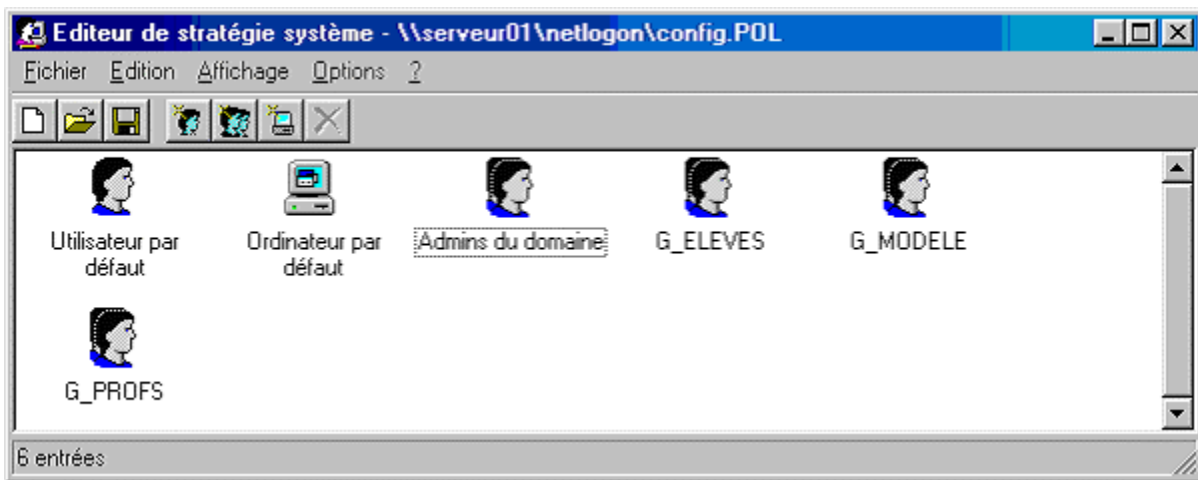 Editeur de stratégie système - \\serveur01\netlogon\config.POL
Fichier Edition Affichage Options ?
Utilisateur par défaut
Ordinateur par défaut
Admins du domaine
G_ELEVES
G_MODELE
G_PROFS
6 entrées